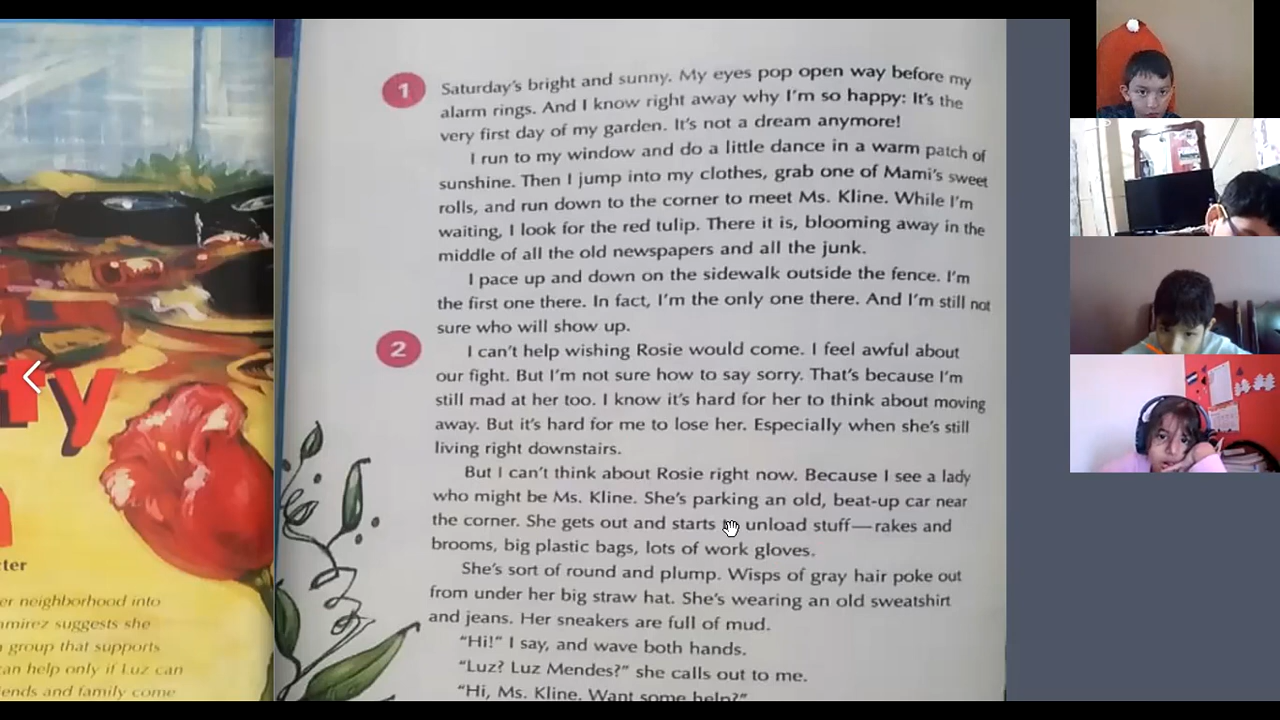 1
Saturday's bright and sunny. My eyes pop open way before my
alarm rings. And I know right away why I'm so happy: It's the
very first day of my garden. It's not a dream anymore!
I run to my window and do a little dance in a warm patch of
sunshine. Then I jump into my clothes, grab one of Mami's sweet
rolls, and run down to the corner to meet Ms. Kline. While I'm
waiting, I look for the red tulip. There it is, blooming away in the
middle of all the old newspapers and all the junk.
I pace up and down on the sidewalk outside the fence. I'm
the first one there. In fact, I'm the only one there. And I'm still not
sure who will show up.
2
I can't help wishing Rosie would come. I feel awful about
our fight. But I'm not sure how to say sorry. That's because I'm
still mad at her too. I know it's hard for her to think about moving
away. But it's hard for me to lose her. Especially when she's still
living right downstairs.
But I can't think about Rosie right now. Because I see a lady
who might be Ms. Kline. She's parking an old, beat-up car near
the corner. She gets out and starts unload stuff—rakes and
brooms, big plastic bags, lots of work gloves.
She's sort of round and plump. Wisps of gray hair poke out
from under her big straw hat. She's wearing an old sweatshirt
and jeans. Her sneakers are full of mud.
"Hi!" I say, and wave both hands.
"Luz? Luz Mendes?" she calls out to me.
"Hi, Ms. Kline. Want some help?"
ty
ter
er neighborhood into
amirez suggests she
group that supports
can help only if Luz can
iends and family come